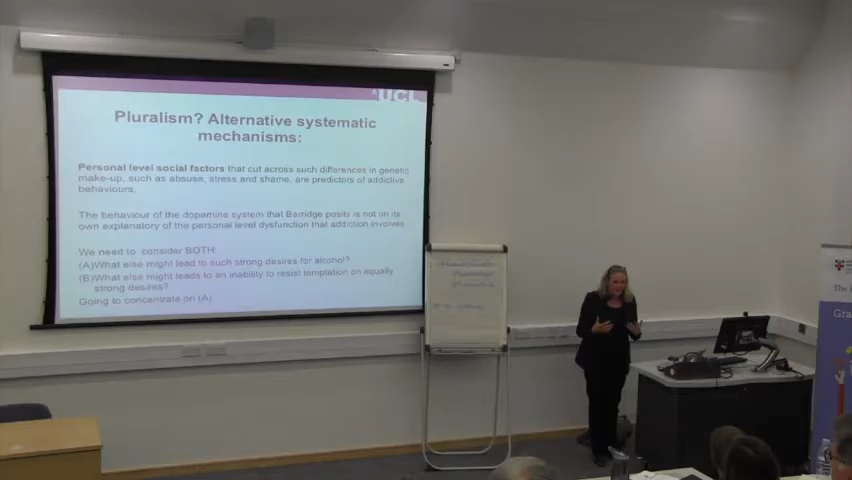 UCL
Pluralism? Alternative systematic
mechanisms:
Personal level social factors that cut across such differences in genetic
make-up, such as abuse, stress and shame, are predictors of addictive
behaviours,
The behaviour of the dopamine system that Berridge posits is not on its
own explanatory of the personal level dysfunction that addiction involves
We need to consider BOTH:
(A)What else might lead to such strong desires for alcohol?
(B)What else might leads to an inability to resist temptation on equally
strong desires?
Going to concentrate on (A)
The
Gra